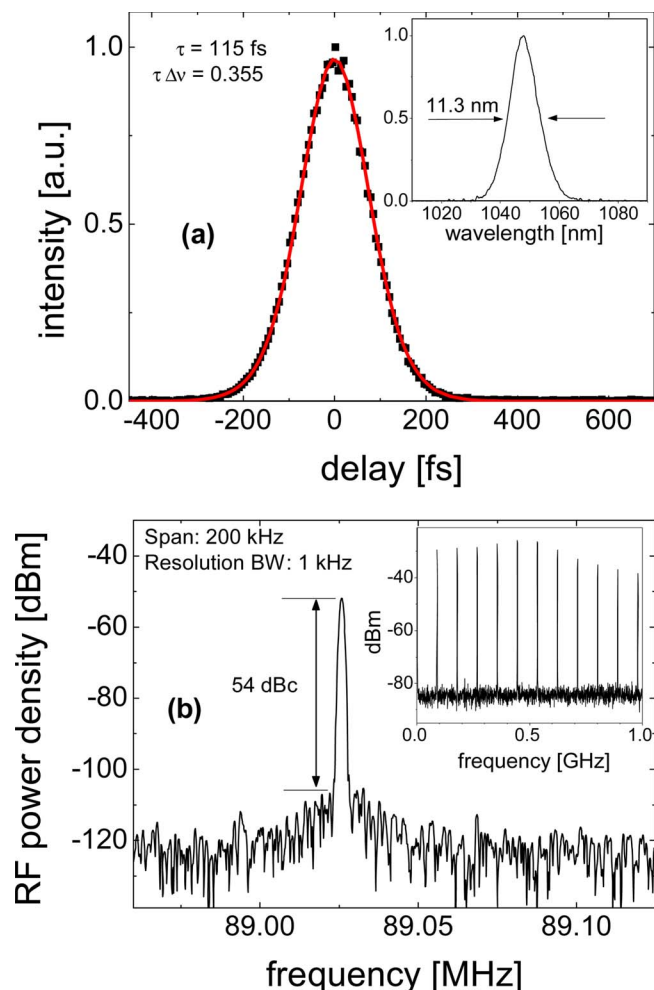 τ = 115 fs
τ Δν = 0.355
(a)
intensity [a.u.]
1.0
0.5
0.0
-400 -200 0 200 400 600
delay [fs]
1.0
0.5
0.0
11.3 nm
1020 1040 1060 1080
wavelength [nm]
Span: 200 kHz
Resolution BW: 1 kHz
54 dBc
(b)
RF power density [dBm]
-40
-60
-80
-100
-120
89.00 89.05 89.10
frequency [MHz]
dBm
-40
-60
-80
0.0 0.5 1.0
frequency [GHz]